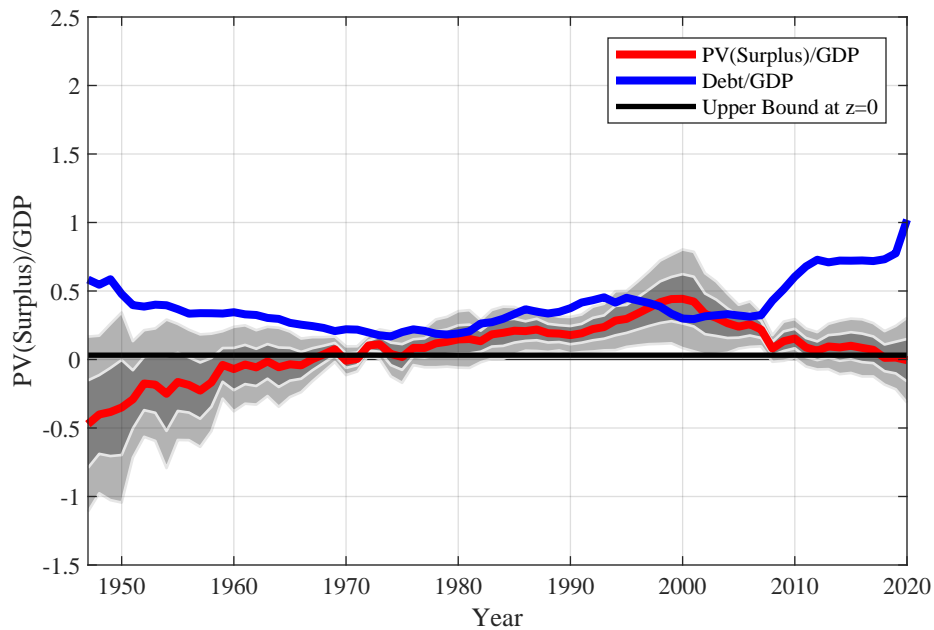 2.5
2
1.5
1
0.5
0
-0.5
-1
-1.5
PV(Surplus)/GDP
PV(Surplus)/GDP
Debt/GDP
Upper Bound at z=0
1950 1960 1970 1980 1990 2000 2010 2020
Year